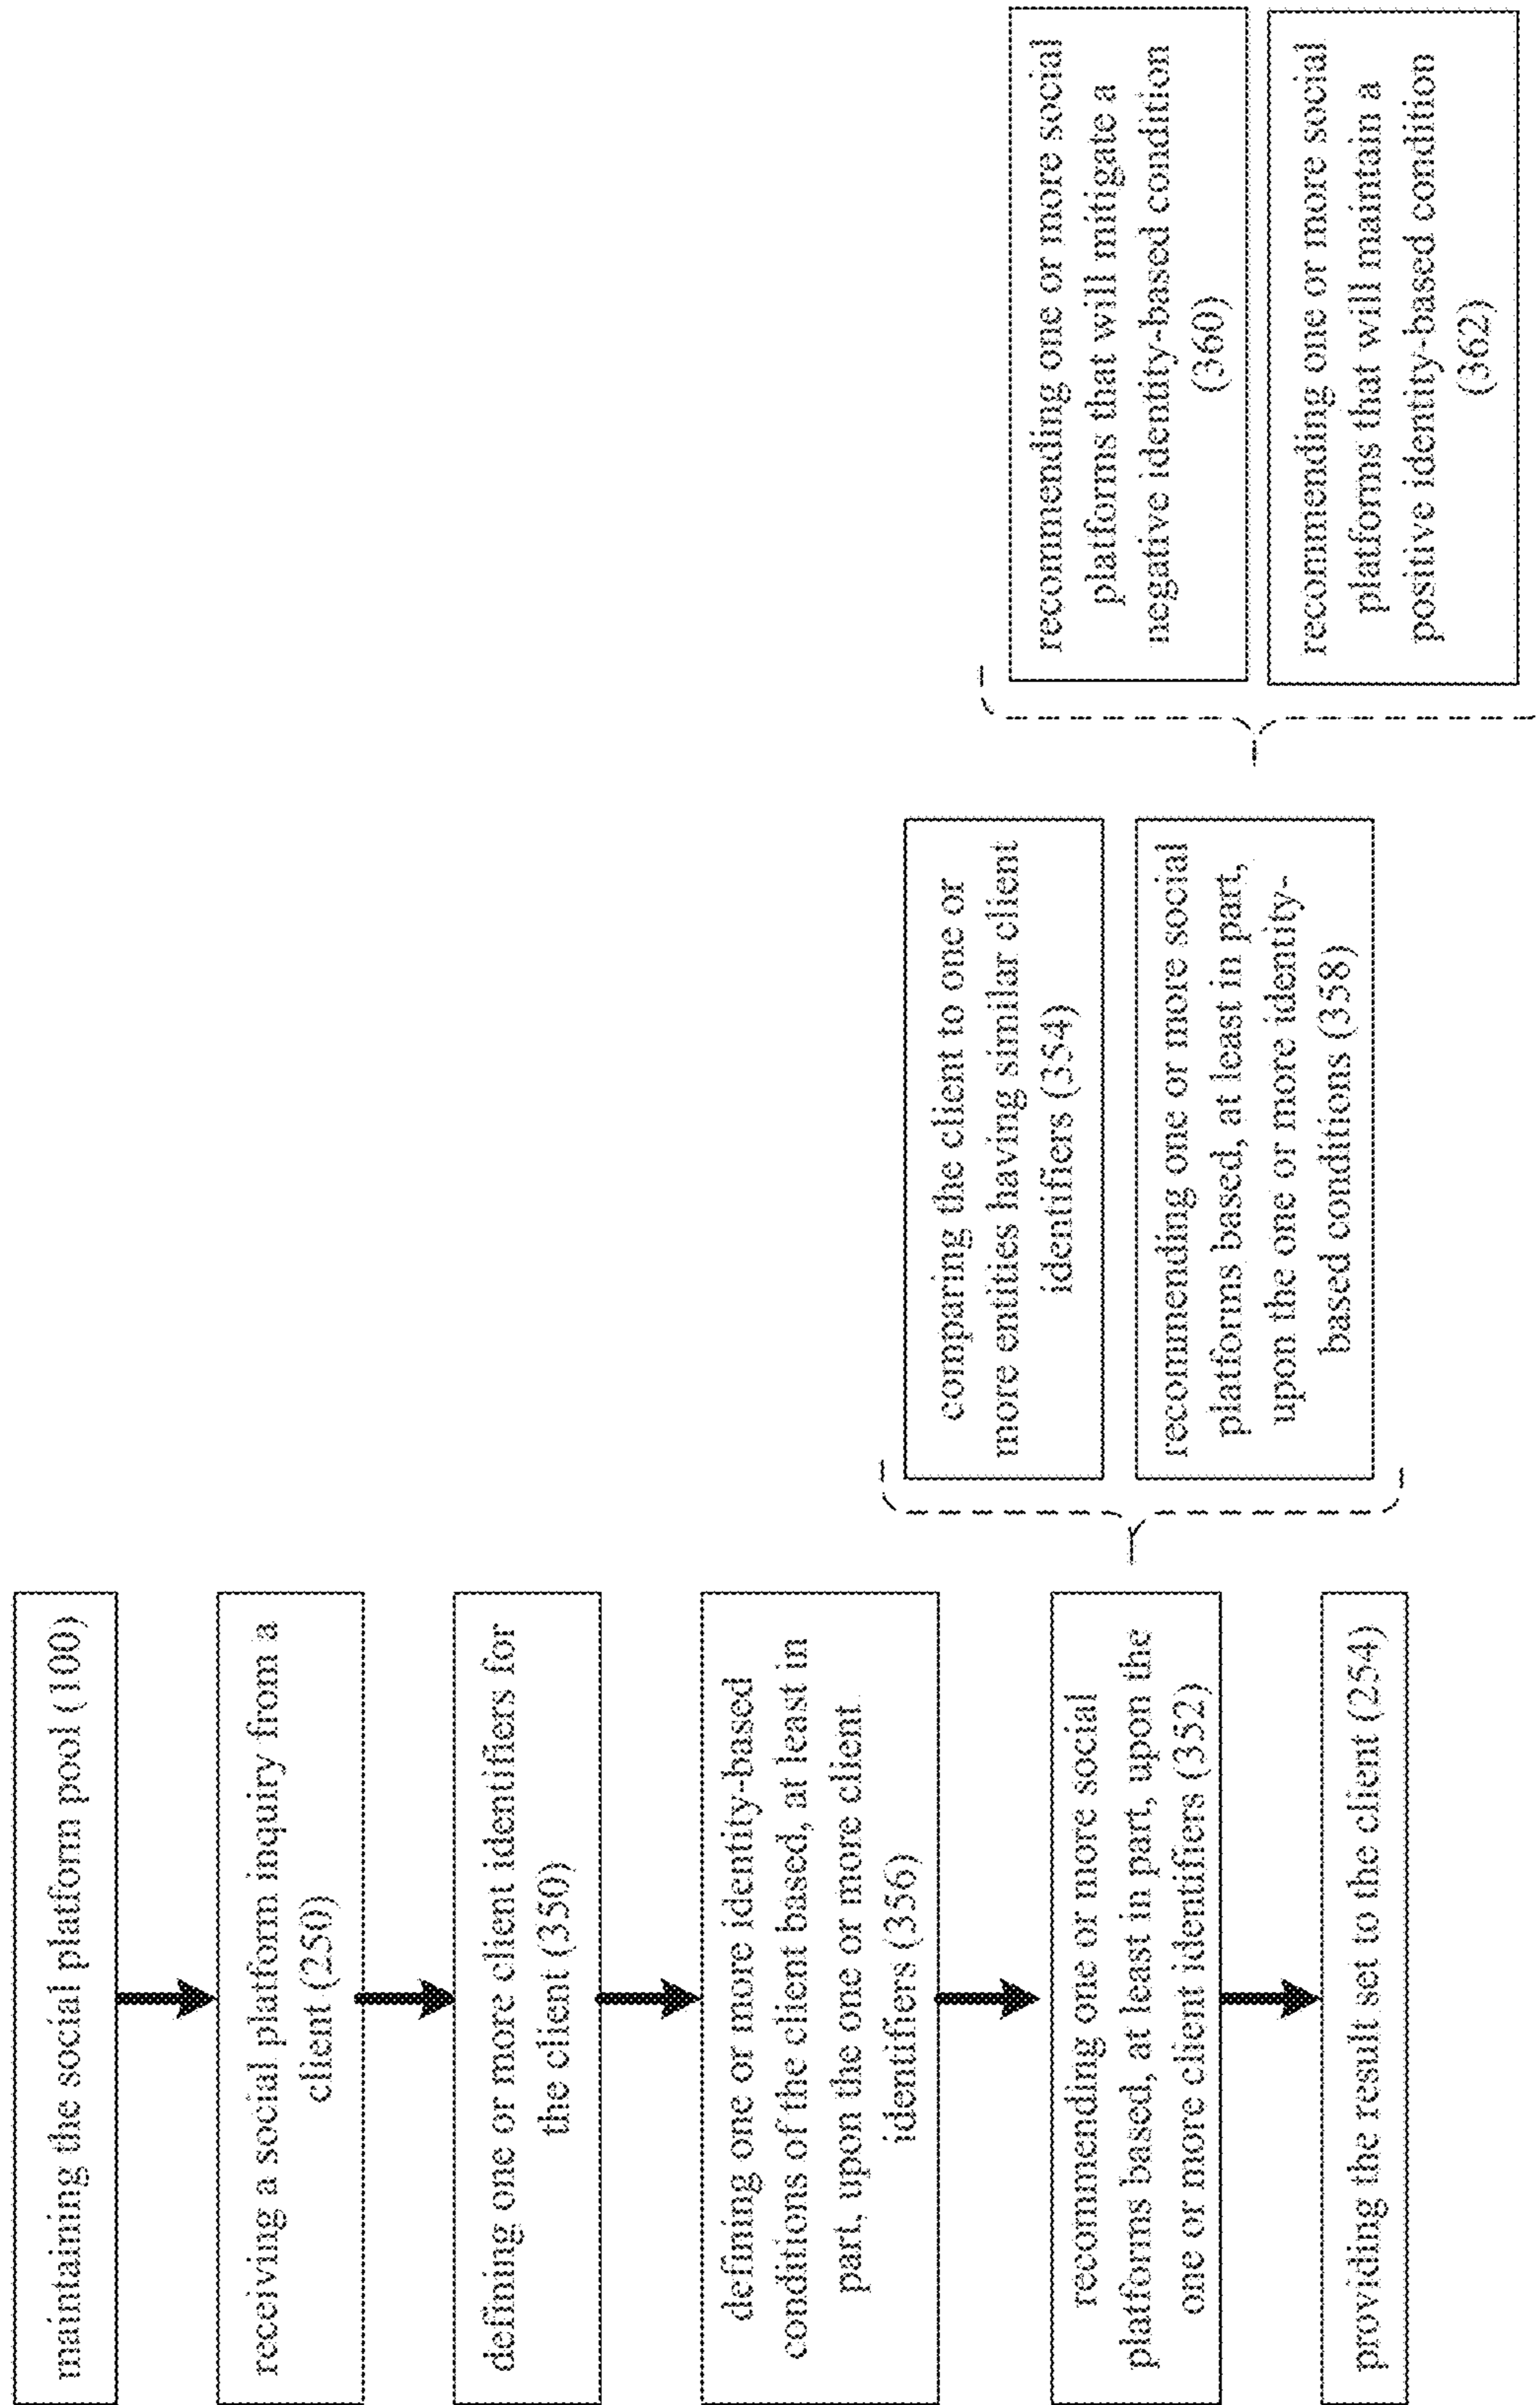 maintaining the social platform pool (100)
receiving a social platform inquiry from a
client (250)
defining one or more client identifiers for
the client (350)
defining one or more identity-based
conditions of the client based, at least in
part, upon the one or more client
identifiers (356)
recommending one or more social
platforms based, at least in part, upon the
one or more client identifiers (352)
providing the result set to the client (254)
comparing the client to one or
more entities having similar client
identifiers (354)
recommending one or more social
platforms based, at least in part,
upon the one or more identity-
based conditions (358)
recommending one or more social
platforms that will mitigate a
negative identity-based condition
(360)
recommending one or more social
platforms that will maintain a
positive identity-based condition
(362)